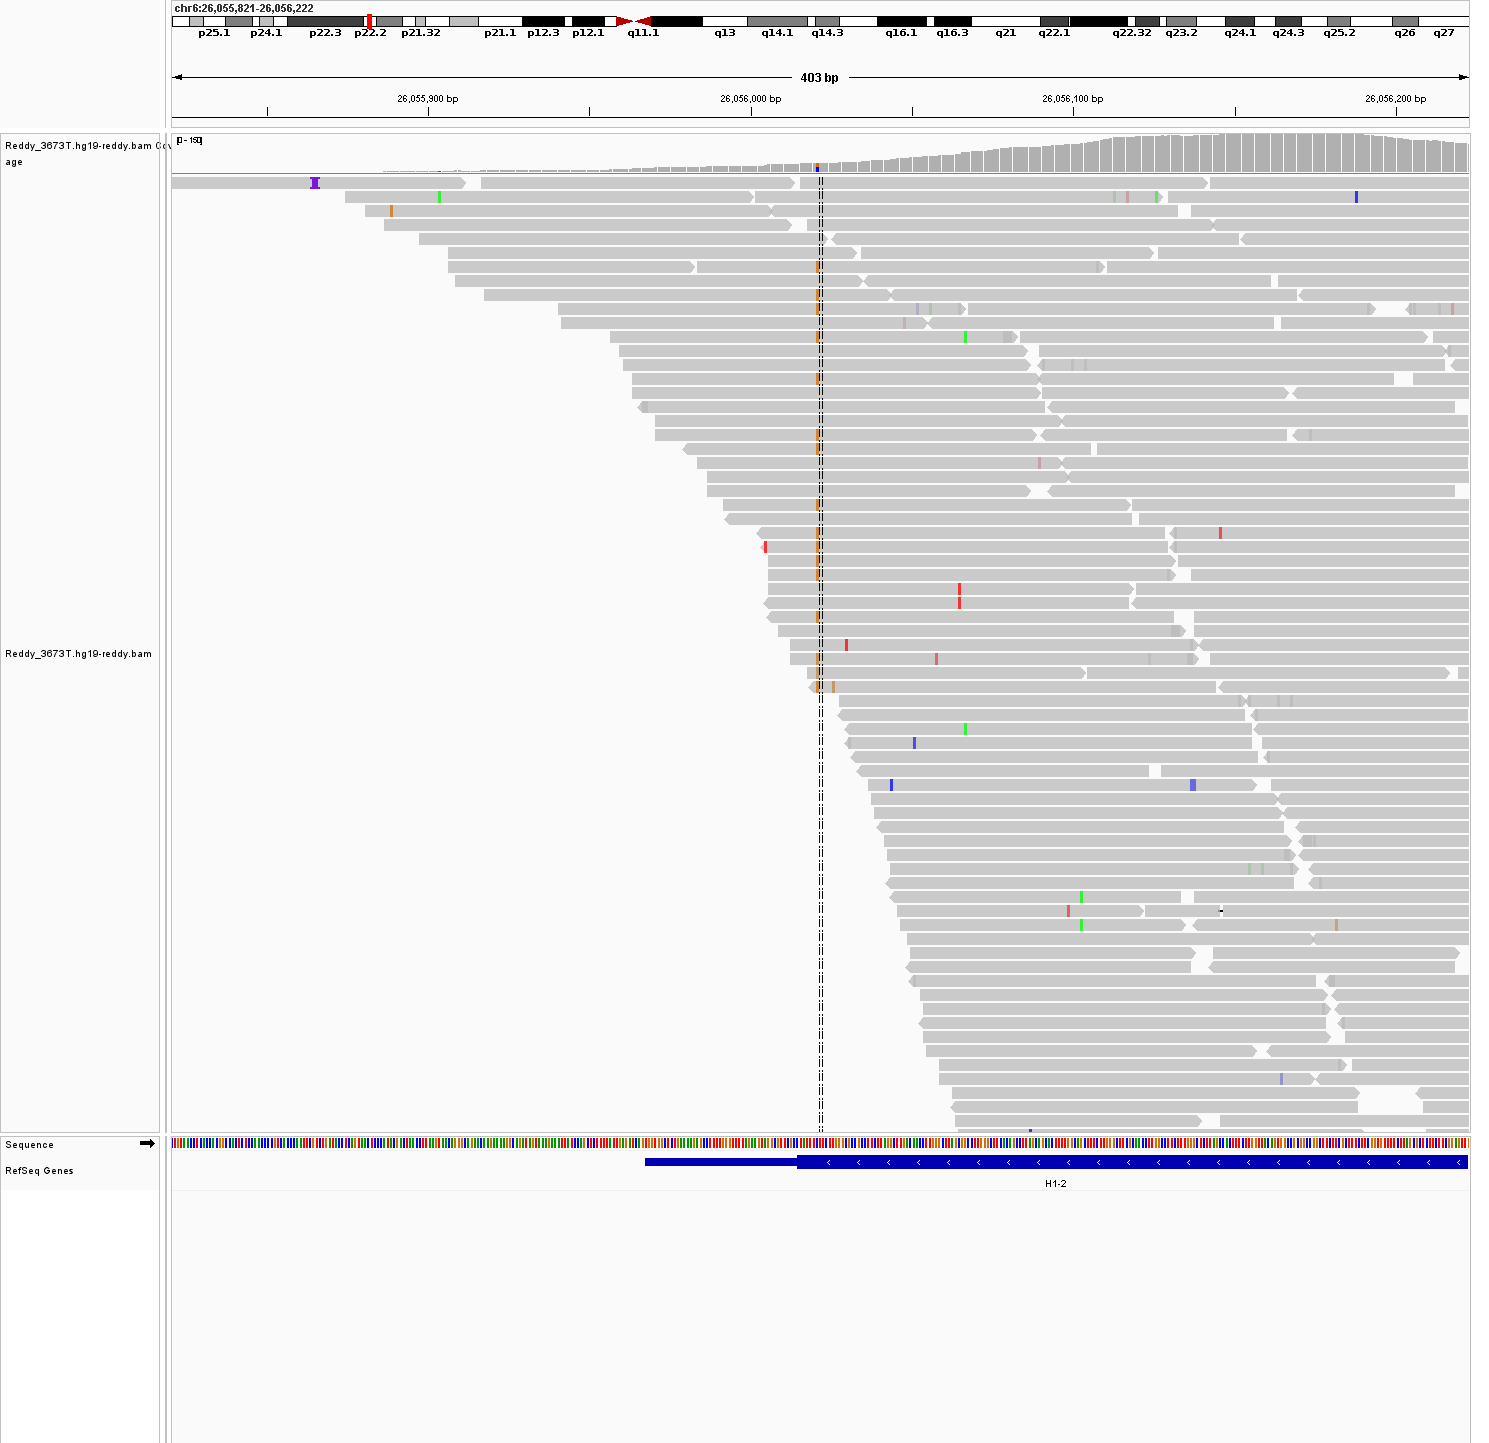 chr6:26,055,821-26,056,222
p25.1 p24.1 p22.3 p22.2 p21.32 p21.1 p12.3 p12.1 q11.1 q13 q14.1 q14.3 q16.1 q16.3 q21 q22.1 q22.32 q23.2 q24.1 q24.3 q25.2 q26 q27
403 bp
26,055,900 bp 26,056,000 bp 26,056,100 bp 26,056,200 bp
Reddy_3673T.hg19-reddy.bam Cov
age
[0 - 150]
Reddy_3673T.hg19-reddy.bam
Sequence
RefSeq Genes
H1-2